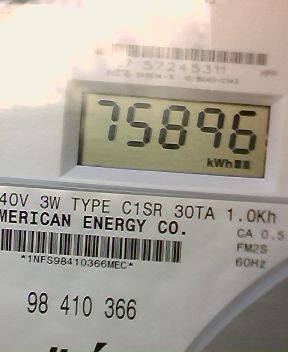 57245311
75896
kWh
40V 3W TYPE C1SR 30TA 1.0Kh
MERICAN ENERGY CO.
CA 0.5
FM2S
*1NFS98410366MEC*
60Hz
98 410 366